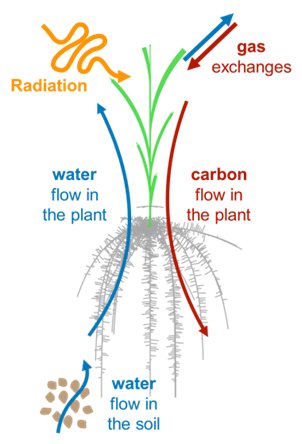 gas
exchanges
Radiation
water
flow in
the plant
carbon
flow in
the plant
water
flow in
the soil